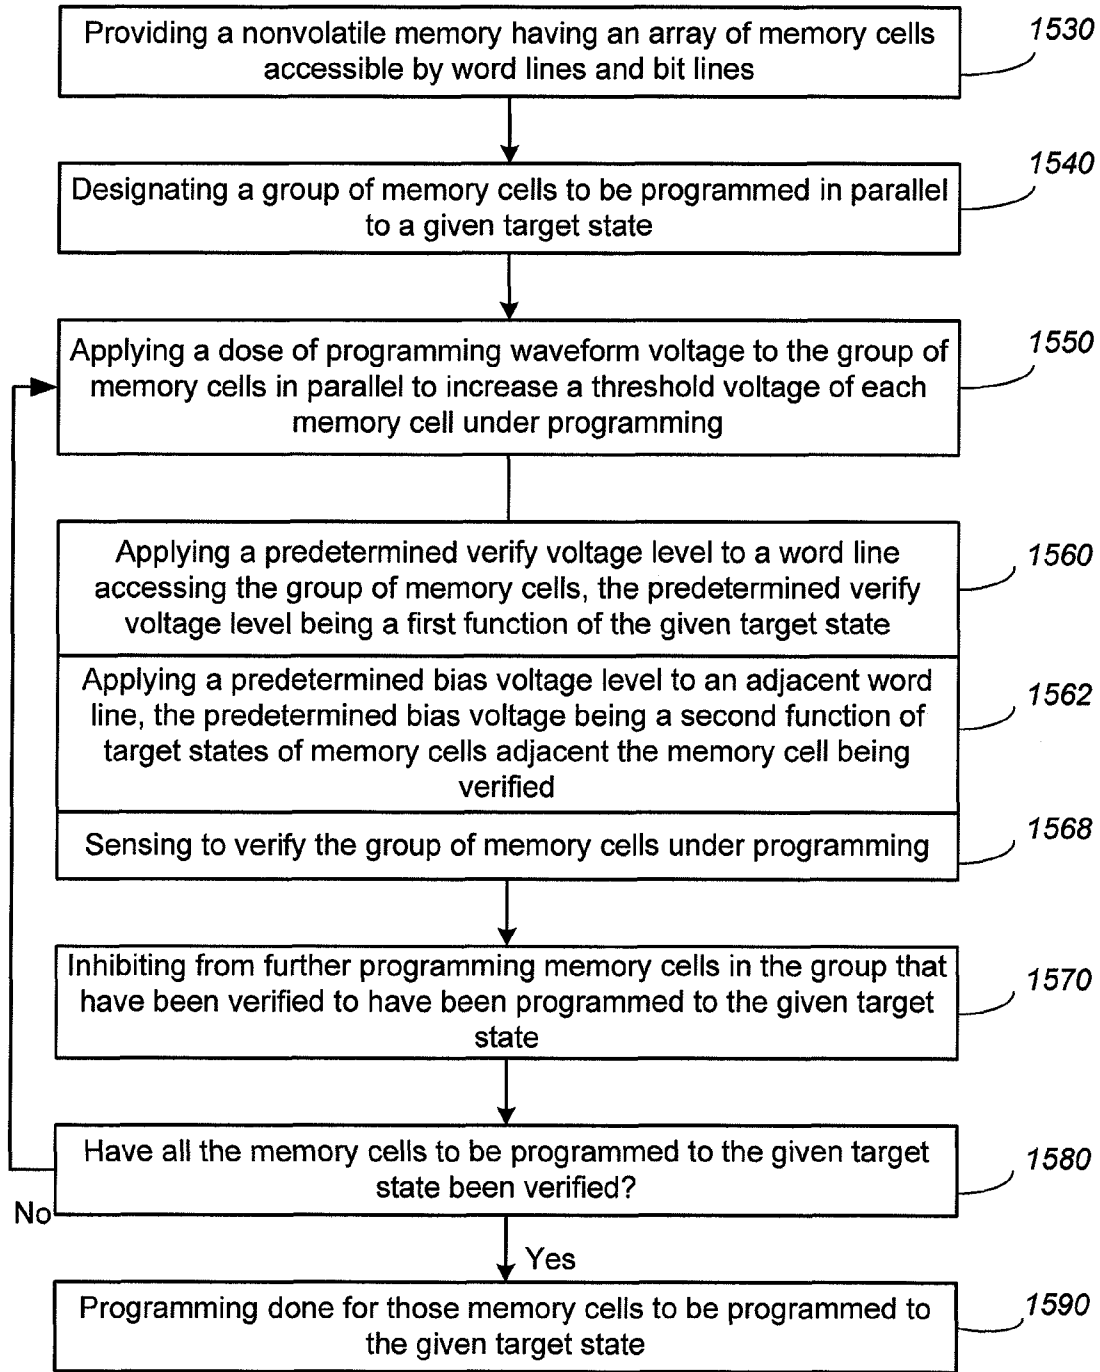 Providing a nonvolatile memory having an array of memory cells
accessible by word lines and bit lines
1530
Designating a group of memory cells to be programmed in parallel
to a given target state
1540
Applying a dose of programming waveform voltage to the group of
memory cells in parallel to increase a threshold voltage of each
memory cell under programming
1550
Applying a predetermined verify voltage level to a word line
accessing the group of memory cells, the predetermined verify
voltage level being a first function of the given target state
1560
Applying a predetermined bias voltage level to an adjacent word
line, the predetermined bias voltage being a second function of
target states of memory cells adjacent the memory cell being
verified
1562
Sensing to verify the group of memory cells under programming
1568
Inhibiting from further programming memory cells in the group that
have been verified to have been programmed to the given target
state
1570
Have all the memory cells to be programmed to the given target
state been verified?
1580
No
Yes
Programming done for those memory cells to be programmed to
the given target state
1590